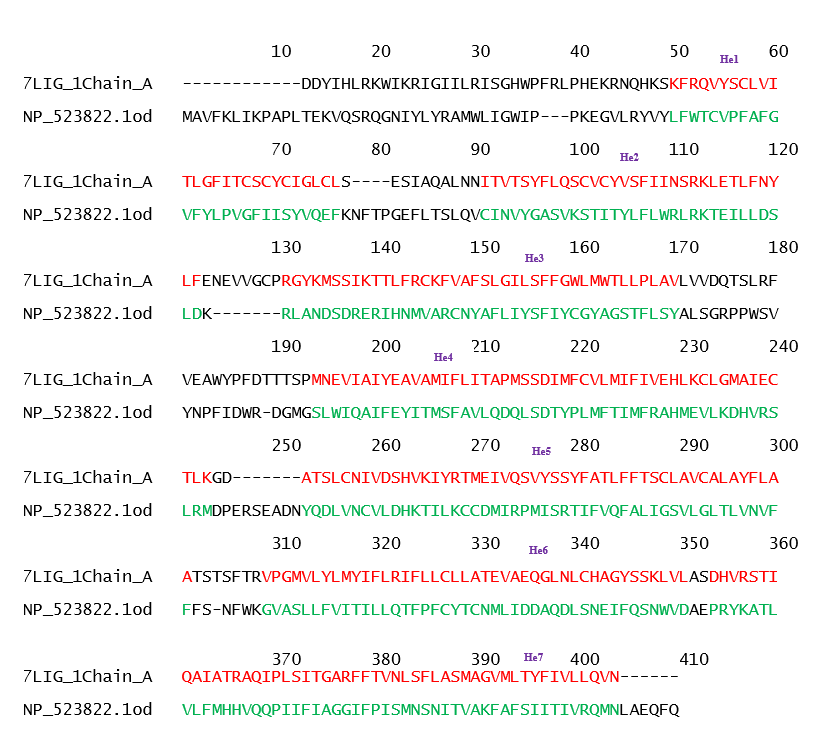 10 20 30 40 50 He1 60
7LIG_1Chain_A ------------DDYIHLRKWIKRIGIILRISGHWPFRLPHEKRNQHKSKFRQVYSCLVI
NP_523822.1od MAVFKLIKPAPLTEKVQSRQGNIYLYRAMWLIGWIP---PKEGVLRYVYLFWTCVPFAFG
70 80 90 100 He2 110 120
7LIG_1Chain_A TLGFITCSCYCIGLCLS----ESIAQALNNITVTSYFLQSCVCYVSFIINSRKLETLFNY
NP_523822.1od VFYLPVGFIISYVQEFKNFTPGEFLTSLQVCINVYGASVKSTITYLFLWRLRKTEILLDS
130 140 150 He3 160 170 180
7LIG_1Chain_A LFENEVVGCPRGYKMSSIKTTLFRCKFVAFSLGILSFFGWLMWTLLPLAVLVVDQTSLRF
NP_523822.1od LDK-------RLANDSDRERIHNMVARCNYAFLIYSFIYCGYAGSTFLSYALSGRPPWSV
190 200 He4 210 220 230 240
7LIG_1Chain_A VEAWYPFDTTTSPMNEVIAIYEAVAMIFLITAPMSSDIMFCVLMIFIVEHLKCLGMAIEC
NP_523822.1od YNPFIDWR-DGMGSLWIQAIFEYITMSFAVLQDQLSDTYPLMFTIMFRAHMEVLKDHVRS
250 260 270 He5 280 290 300
7LIG_1Chain_A TLKGD-------ATSLCNIVDSHVKIYRTMEIVQSVYSSYFATLFFTSCLAVCALAYFLA
NP_523822.1od LRMDPERSEADNYQDLVNCVLDHKTILKCCDMIRPMISRTIFVQFALIGSVLGLTLVNVF
310 320 330 He6 340 350 360
7LIG_1Chain_A ATSTSFTRVPGMVLYLMYIFLRIFLLCLLATEVAEQGLNLCHAGYSSKLVLASDHVRSTI
NP_523822.1od FFS-NFWKGVASLLFVITILLQTFPFCYTCNMLIDDAQDLSNEIFQSNWVDAEPRYKATL
370 380 390 He7 400 410
7LIG_1Chain_A QAIATRAQIPLSITGARFFTVNLSFLASMAGVMLTYFIVLLQVN------
NP_523822.1od VLFMHHVQQPIIFIAGGIFPISMNSNITVAKFAFSIITIVRQMNLAEQFQ